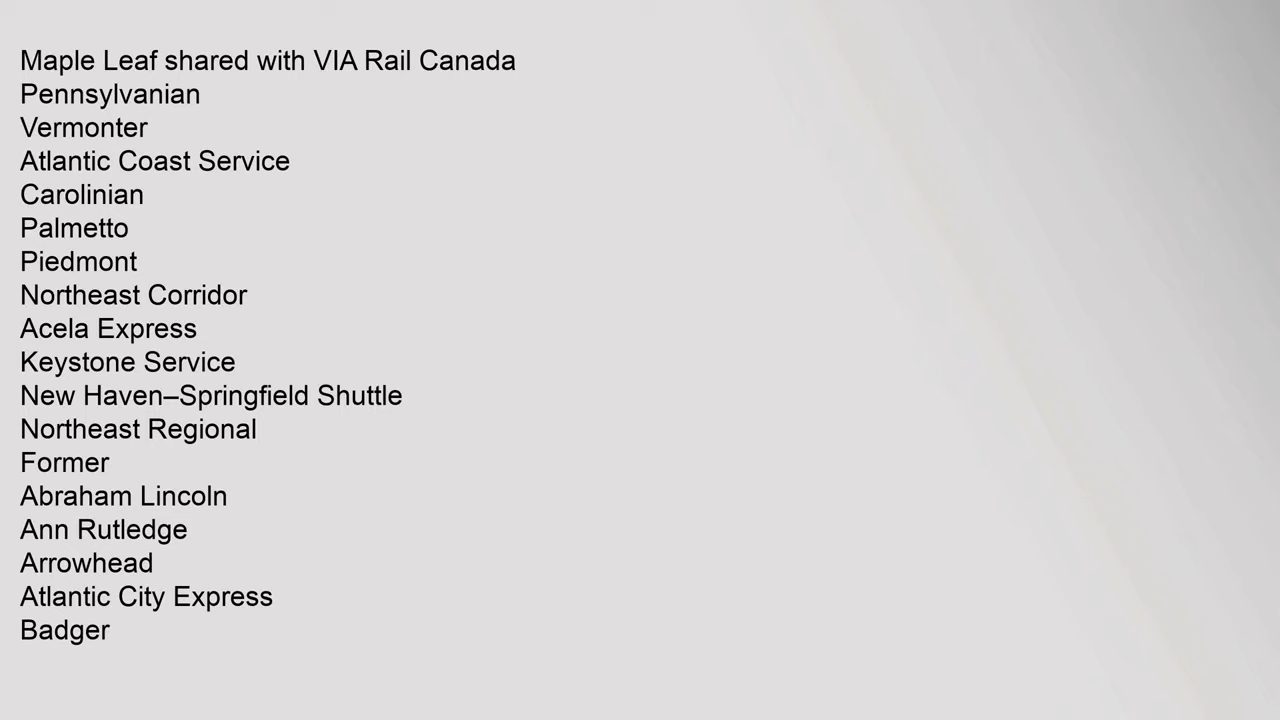 Maple Leaf shared with VIA Rail Canada
Pennsylvanian
Vermonter
Atlantic Coast Service
Carolinian
Palmetto
Piedmont
Northeast Corridor
Acela Express
Keystone Service
New Haven–Springfield Shuttle
Northeast Regional
Former
Abraham Lincoln
Ann Rutledge
Arrowhead
Atlantic City Express
Badger